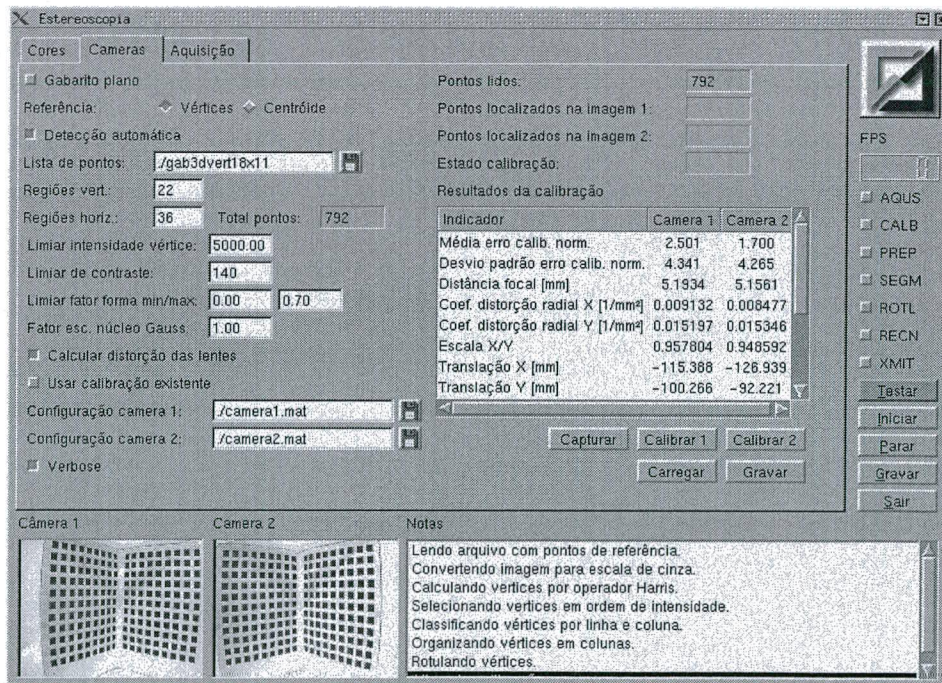 Estereoscopia
Cores Cameras Aquisição
Gabarito plano
Referência: Vértices Centróide
Detecção automática
Lista de pontos: ./gab3dvert18x11
Regiões vert.: 22
Regiões horiz.: 36 Total pontos: 792
Limiar intensidade vértice: 5000.00
Limiar de contraste: 140
Limiar fator forma min/max: 0.00 0.70
Fator esc. núcleo Gauss 1.00
Calcular distorção das lentes
Usar calibração existente
Configuração camera 1: ./camera1.mat
Configuração camera 2: ./camera2.mat
Verbose
Pontos lidos: 792
Pontos localizados na imagem 1:
Pontos localizados na imagem 2:
Estado calibração:
Resultados da calibração
Indicador Camera 1 Camera 2
Média erro calib. norm. 2.501 1.700
Desvio padrão erro calib. norm. 4.341 4.265
Distância focal [mm] 5.1934 5.1561
Coef. distorção radial X [1/mm²] 0.009132 0.008477
Coef. distorção radial Y [1/mm²] 0.015197 0.015346
Escala X/Y 0.957804 0.948592
Translação X [mm] -115.388 -126.939
Translação Y [mm] -100.266 -92.221
Capturar Calibrar 1 Calibrar 2
Carregar Gravar
FPS
AQUS
CALB
PREP
SEGM
ROTL
RECN
XMIT
Testar
Iniciar
Parar
Gravar
Sair
Câmera 1 Camera 2 Notas
Lendo arquivo com pontos de referência.
Convertendo imagem para escala de cinza.
Calculando vertices por operador Harris.
Selecionando vertices em ordem de intensidade.
Classificando vértices por linha e coluna.
Organizando vértices em colunas.
Rotulando vértices.